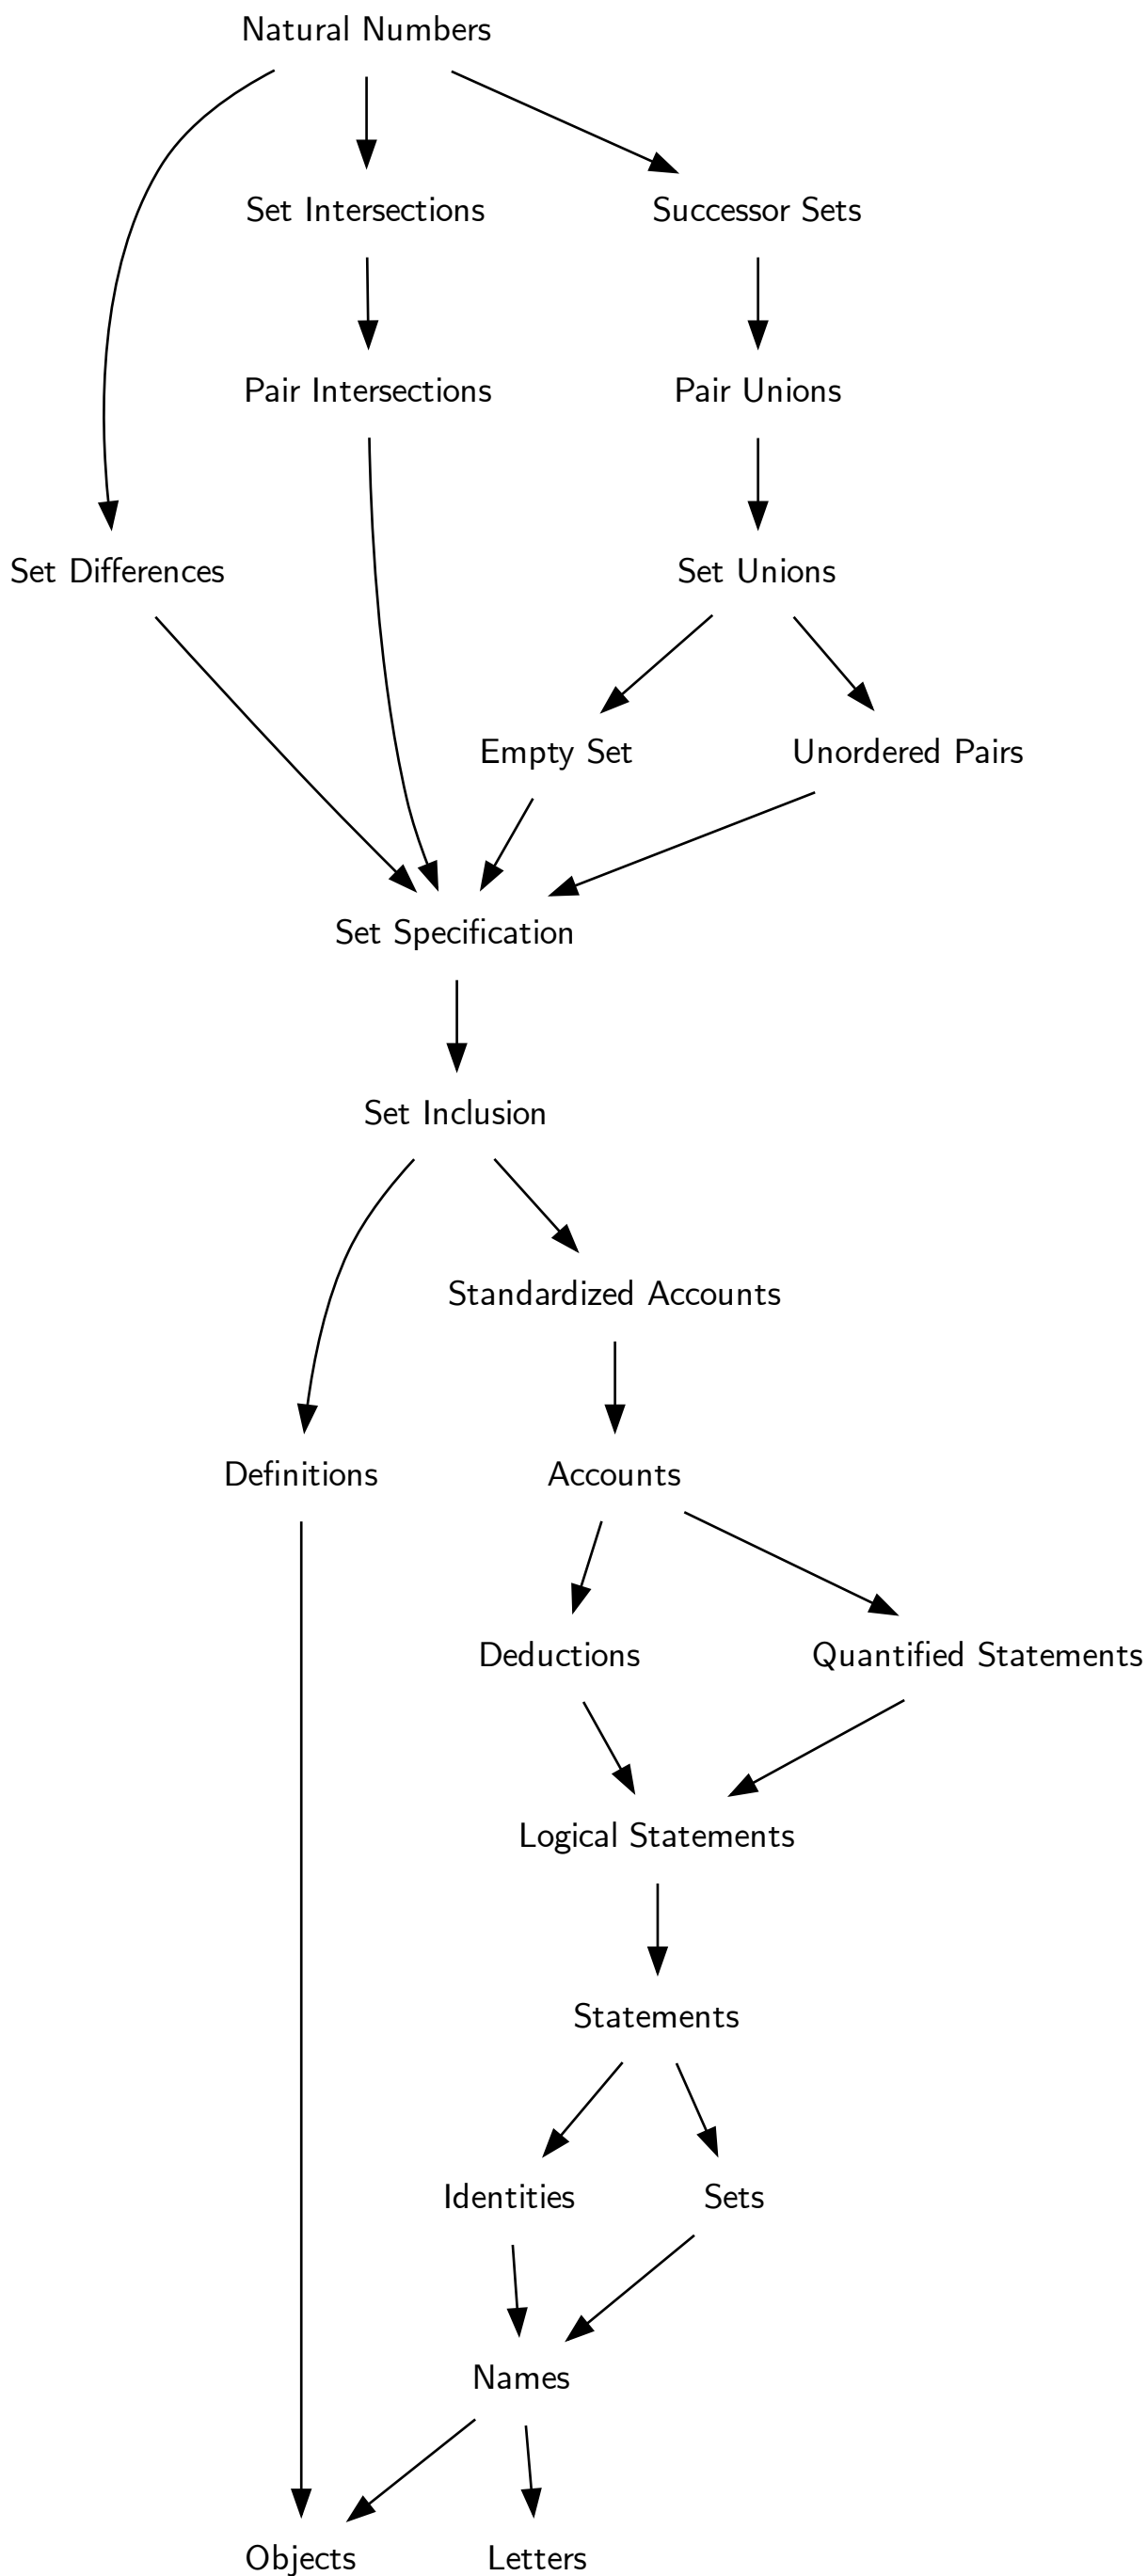 Natural Numbers
Set Intersections
Successor Sets
Pair Intersections
Pair Unions
Set Differences
Set Unions
Empty Set
Unordered Pairs
Set Specification
Set Inclusion
Standardized Accounts
Definitions
Accounts
Deductions
Quantified Statements
Logical Statements
Statements
Identities
Sets
Names
Objects
Letters